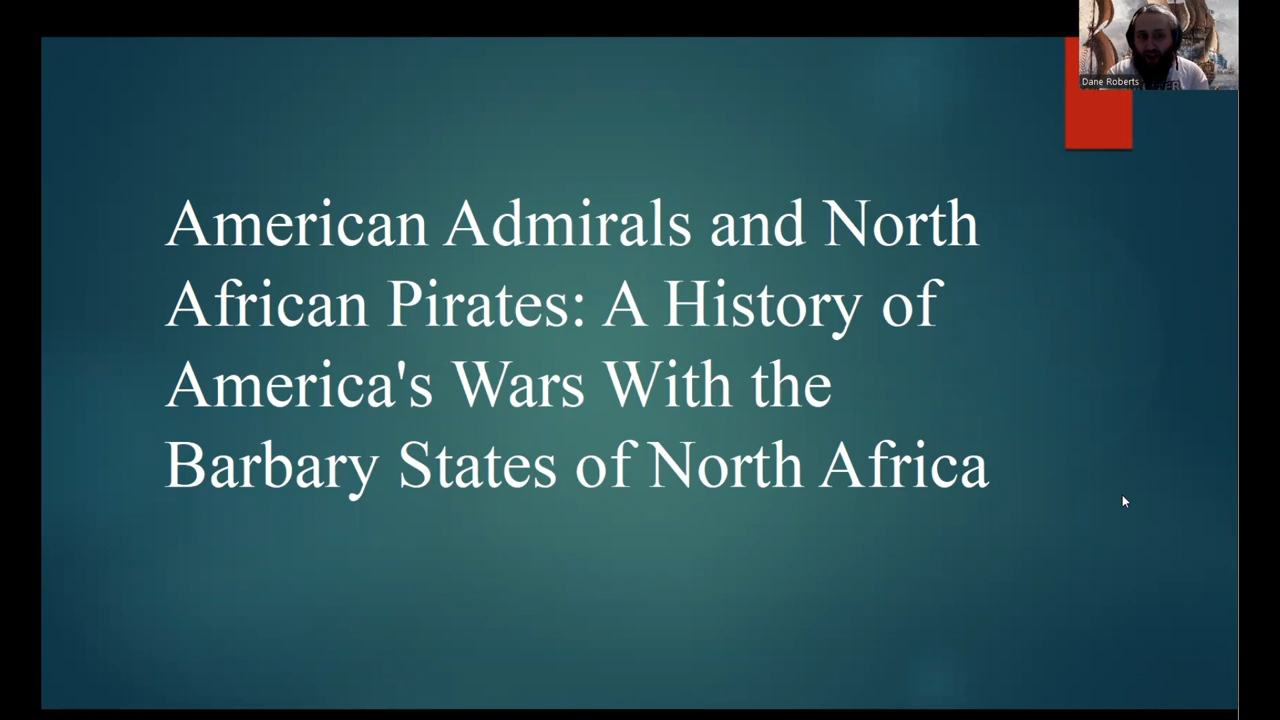 Dane Roberts
American Admirals and North
African Pirates: A History of
America's Wars With the
Barbary States of North Africa